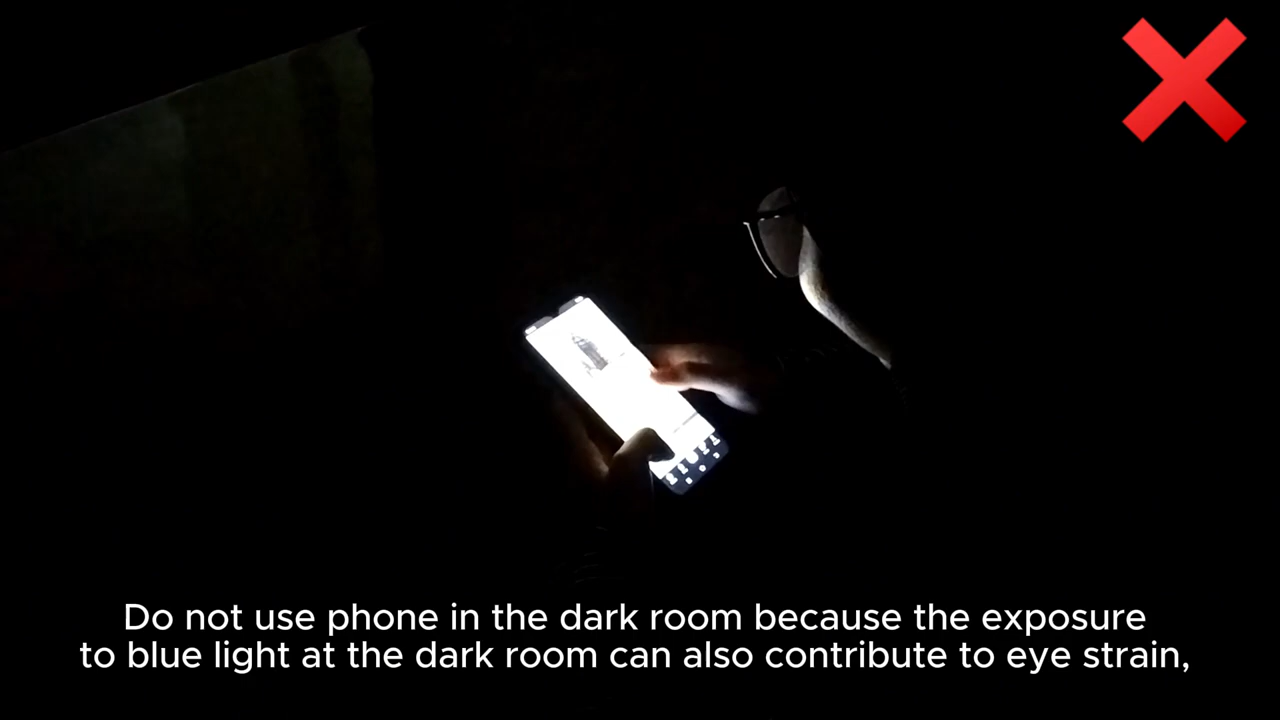 Do not use phone in the dark room because the exposure
to blue light at the dark room can also contribute to eye strain,